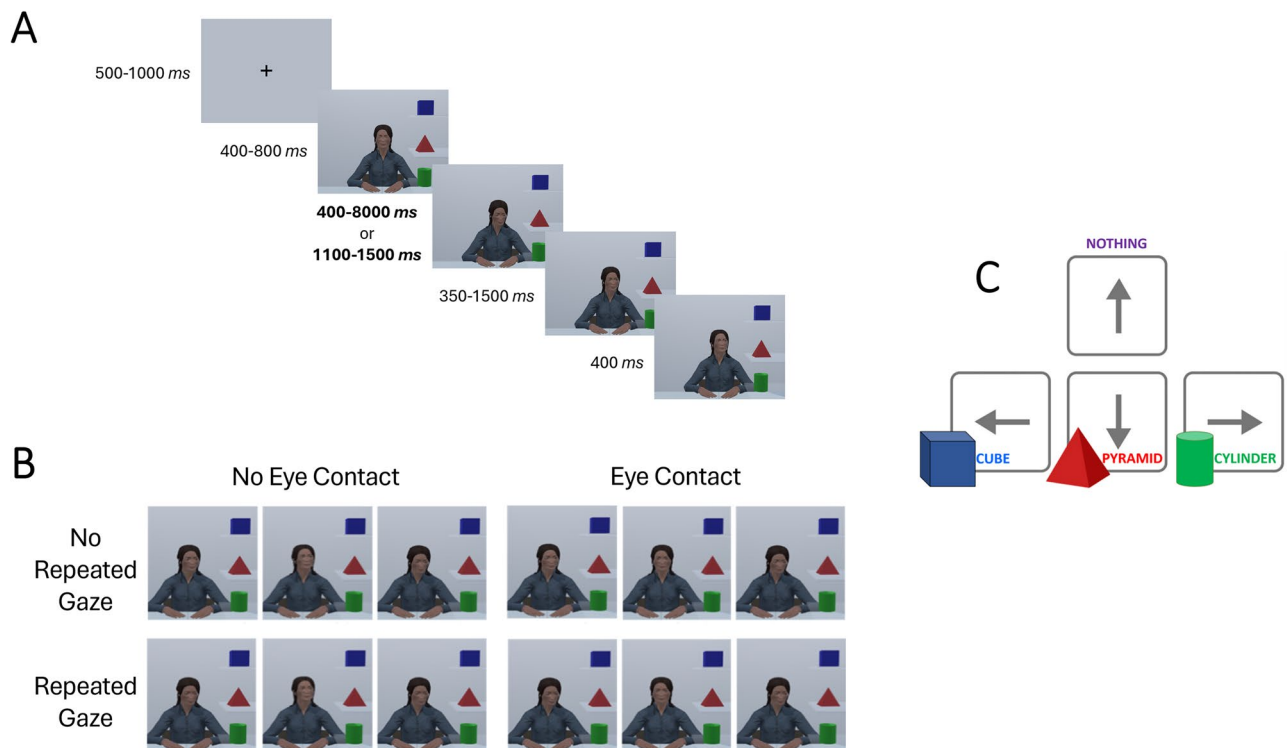 A
500-1000 ms
+
400-800 ms
400-8000 ms
or
1100-1500 ms
350-1500 ms
400 ms
B
No Eye Contact
Eye Contact
No
Repeated
Gaze
Repeated
Gaze
C
NOTHING
CUBE
PYRAMID
CYLINDER